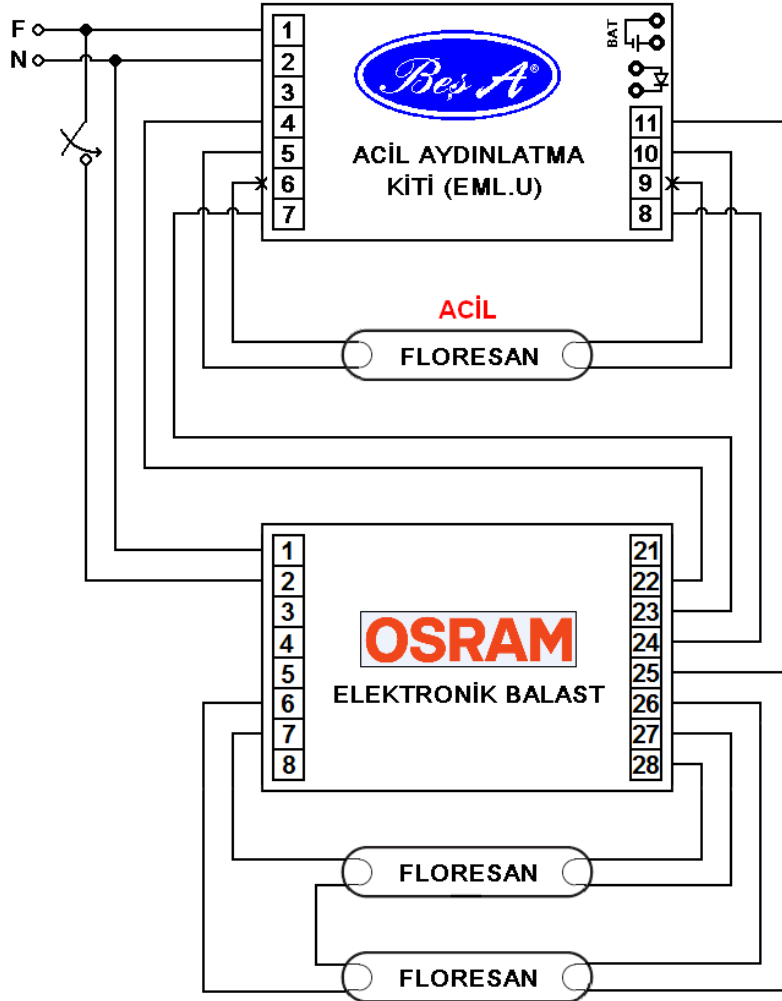 F
N
1
2
3
4
5
6
7
Beş A®
BAT
ACİL AYDINLATMA
KİTİ (EML.U)
11
10
9
8
ACİL
FLORESAN
1
2
3
4
5
6
7
8
OSRAM
ELEKTRONİK BALAST
21
22
23
24
25
26
27
28
FLORESAN
FLORESAN